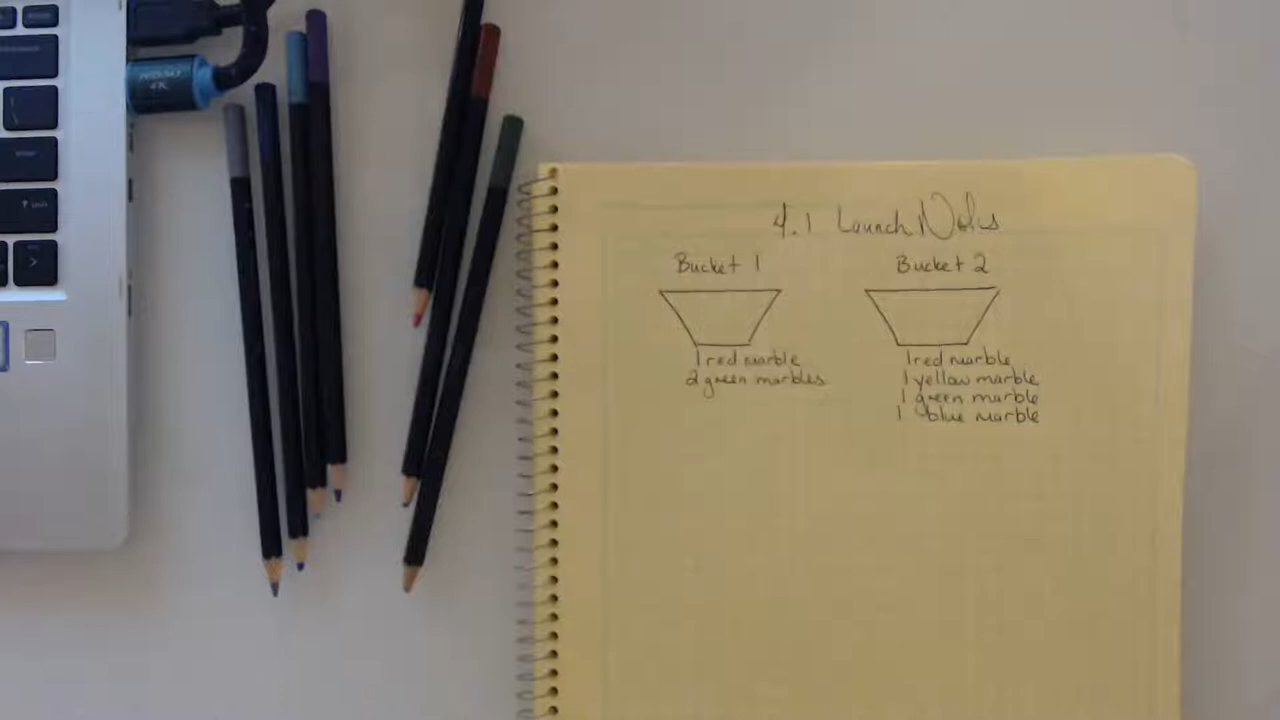 4.1 Launch Notes
Bucket 1
1 red marble
2 green marbles
Bucket 2
1 red marble
1 yellow marble
1 green marble
1 blue marble
4K